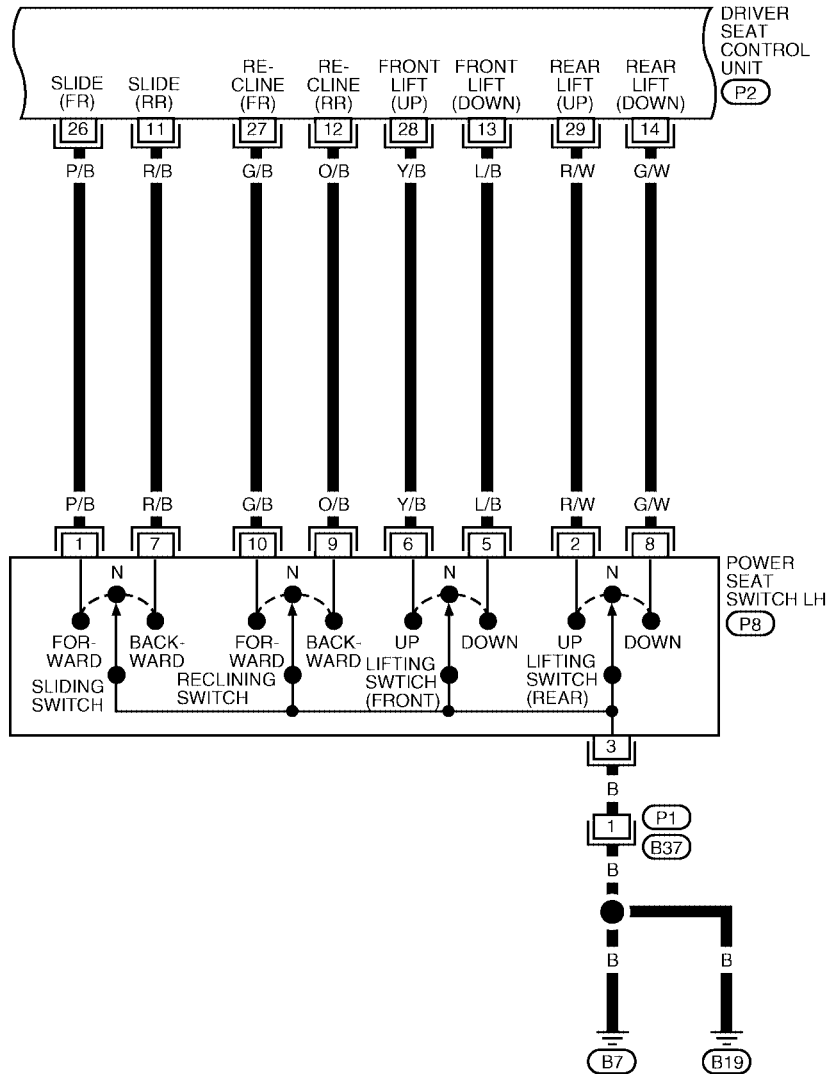 DRIVER
SEAT
CONTROL
UNIT
P2
SLIDE
(FR)
SLIDE
(RR)
RE-
CLINE
(FR)
RE-
CLINE
(RR)
FRONT
LIFT
(UP)
FRONT
LIFT
(DOWN)
REAR
LIFT
(UP)
REAR
LIFT
(DOWN)
26 11 27 12 28 13 29 14
P/B R/B G/B O/B Y/B L/B R/W G/W
P/B R/B G/B O/B Y/B L/B R/W G/W
1 7 10 9 6 5 2 8
POWER
SEAT
SWITCH LH
P8
N N N N
FOR-
WARD
BACK-
WARD
SLIDING
SWITCH
FOR-
WARD
BACK-
WARD
RECLINING
SWITCH
UP
DOWN
LIFTING
SWTICH
(FRONT)
UP
DOWN
LIFTING
SWITCH
(REAR)
3
B
1
P1
B37
B
B B
B7 B19